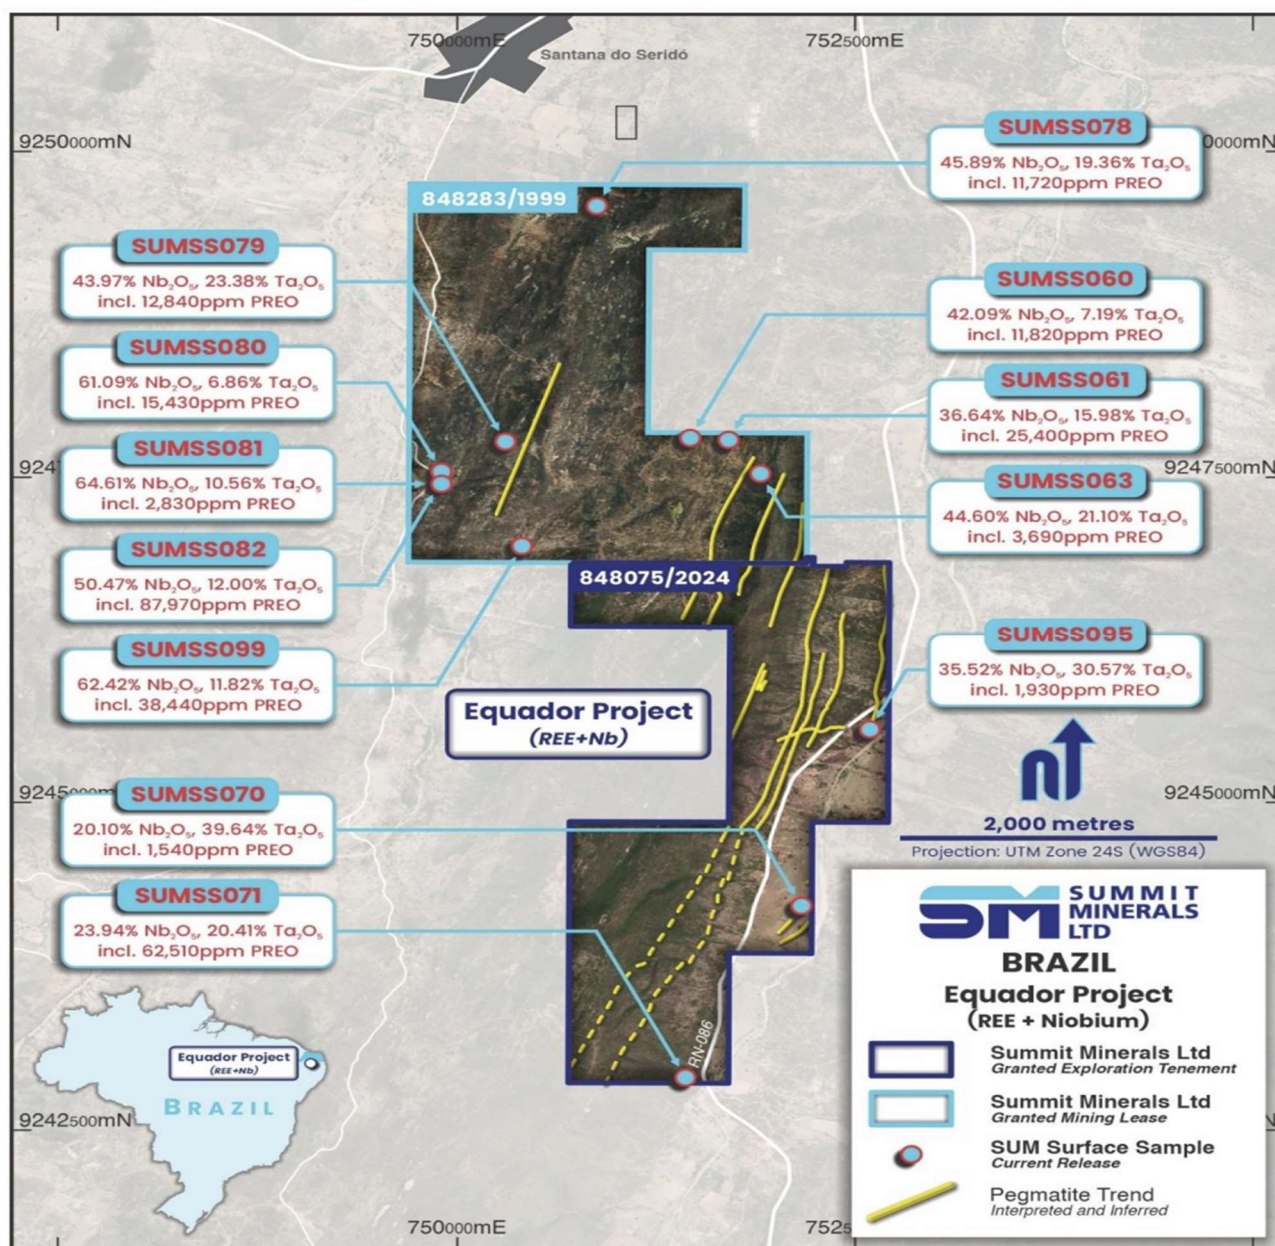 750000mE
752500mE
Santana do Seridó
9250000mN
0000mN
848283/1999
SUMSS078
45.89% Nb₂O₅, 19.36% Ta₂O₅
incl. 11,720ppm PREO
SUMSS079
43.97% Nb₂O₅, 23.38% Ta₂O₅
incl. 12,840ppm PREO
SUMSS060
42.09% Nb₂O₅, 7.19% Ta₂O₅
incl. 11,820ppm PREO
SUMSS080
61.09% Nb₂O₅, 6.86% Ta₂O₅
incl. 15,430ppm PREO
SUMSS061
36.64% Nb₂O₅, 15.98% Ta₂O₅
incl. 25,400ppm PREO
SUMSS081
64.61% Nb₂O₅, 10.56% Ta₂O₅
incl. 2,830ppm PREO
9247
9247500mN
SUMSS063
44.60% Nb₂O₅, 21.10% Ta₂O₅
incl. 3,690ppm PREO
SUMSS082
50.47% Nb₂O₅, 12.00% Ta₂O₅
incl. 87,970ppm PREO
848075/2024
SUMSS099
62.42% Nb₂O₅, 11.82% Ta₂O₅
incl. 38,440ppm PREO
SUMSS095
35.52% Nb₂O₅, 30.57% Ta₂O₅
incl. 1,930ppm PREO
Equador Project
(REE+Nb)
n
9245000mN
9245000mN
SUMSS070
20.10% Nb₂O₅, 39.64% Ta₂O₅
incl. 1,540ppm PREO
2,000 metres
Projection: UTM Zone 24S (WGS84)
SUMSS071
23.94% Nb₂O₅, 20.41% Ta₂O₅
incl. 62,510ppm PREO
RN-086
Equador Project
(REE+Nb)
BRAZIL
9242500mN
SM SUMMIT
MINERALS
LTD
BRAZIL
Equador Project
(REE + Niobium)
Summit Minerals Ltd
Granted Exploration Tenement
Summit Minerals Ltd
Granted Mining Lease
SUM Surface Sample
Current Release
Pegmatite Trend
Interpreted and Inferred
750000mE
7525